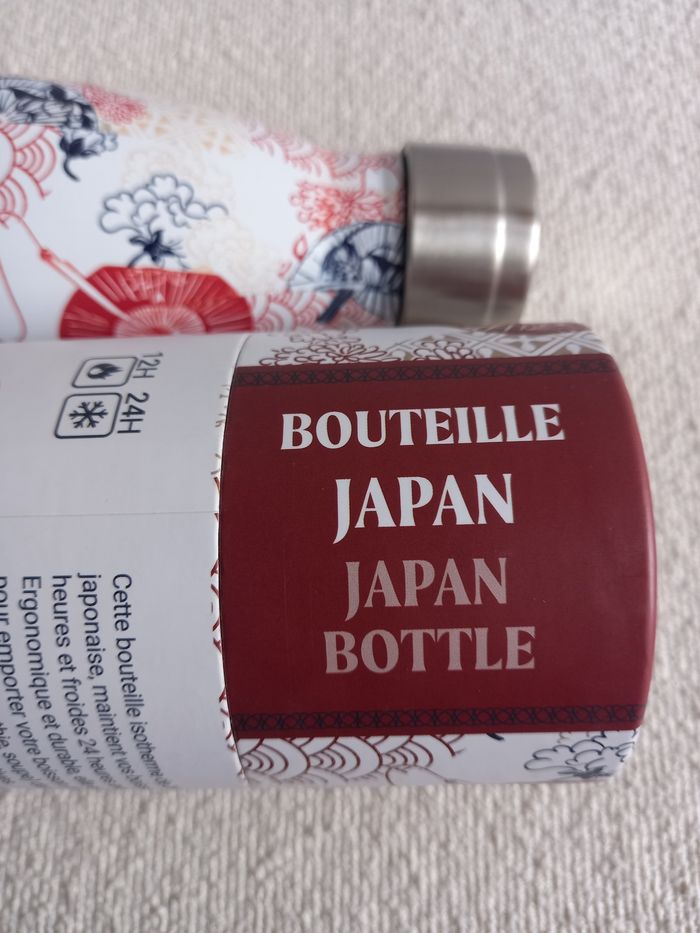 BOUTEILLE
JAPAN
JAPAN
BOTTLE
12H 24H
Cette bouteille isotherme
japonaise, maintient vos
heures et froides 24 heures
Ergonomique et durable,
pour emporter votre